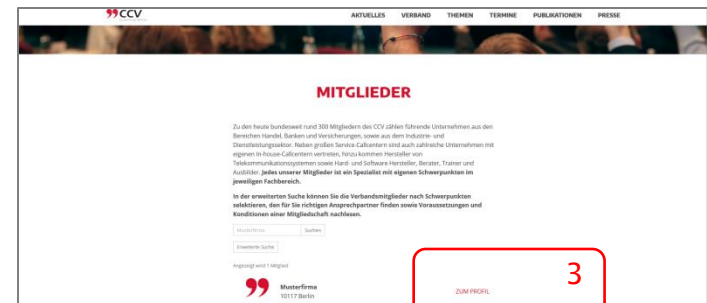 CCV
AKTUELLES VERBAND THEMEN TERMINE PUBLIKATIONEN PRESSE
MITGLIEDER
Zu den heute bundesweit rund 300 Mitgliedern des CCV zählen führende Unternehmen aus den
Bereichen Handel, Banken und Versicherungen, sowie aus dem Industrie- und
Dienstleistungssektor. Neben großen Service-Callcentern sind auch zahlreiche Unternehmen mit
eigenen In-house-Callcentern vertreten, hinzu kommen Hersteller von
Telekommunikationssystemen sowie Hard- und Software Hersteller, Berater, Trainer und
Ausbilder. Jedes unserer Mitglieder ist ein Spezialist mit eigenen Schwerpunkten im
jeweiligen Fachbereich.
In der erweiterten Suche können Sie die Verbandsmitglieder nach Schwerpunkten
selektieren, den für Sie richtigen Ansprechpartner finden sowie Voraussetzungen und
Konditionen einer Mitgliedschaft nachlesen.
Musterfirma Suchen
Erweiterte Suche
Angezeigt wird 1 Mitglied
3
Musterfirma
ZUM PROFIL
10117 Berlin